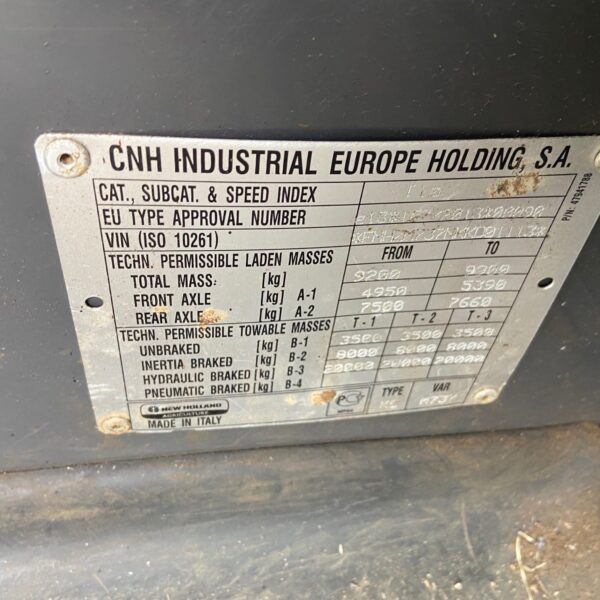 CNH INDUSTRIAL EUROPE HOLDING, S.A.
CAT., SUBCAT. & SPEED INDEX
EU TYPE APPROVAL NUMBER
VIN (ISO 10261)
TECHN. PERMISSIBLE LADEN MASSES FROM TO
TOTAL MASS: [kg] 9200
FRONT AXLE [kg] A-1 4950 5390
REAR AXLE [kg] A-2 7500 7660
TECHN. PERMISSIBLE TOWABLE MASSES T-1 T-2 T-3
UNBRAKED [kg] B-1 3500 3500 3500
INERTIA BRAKED [kg] B-2 8000 8000 8000
HYDRAULIC BRAKED [kg] B-3 20000 20000 20000
PNEUMATIC BRAKED [kg] B-4
NEW HOLLAND
AGRICULTURE
MADE IN ITALY
TYPE VAR
P/N: 47941788